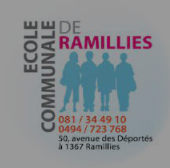 ECOLE
COMMUNALE
DE
RAMILLIES
081 / 34 49 10
0494 / 723 768
50, avenue des Déportés
à 1367 Ramillies